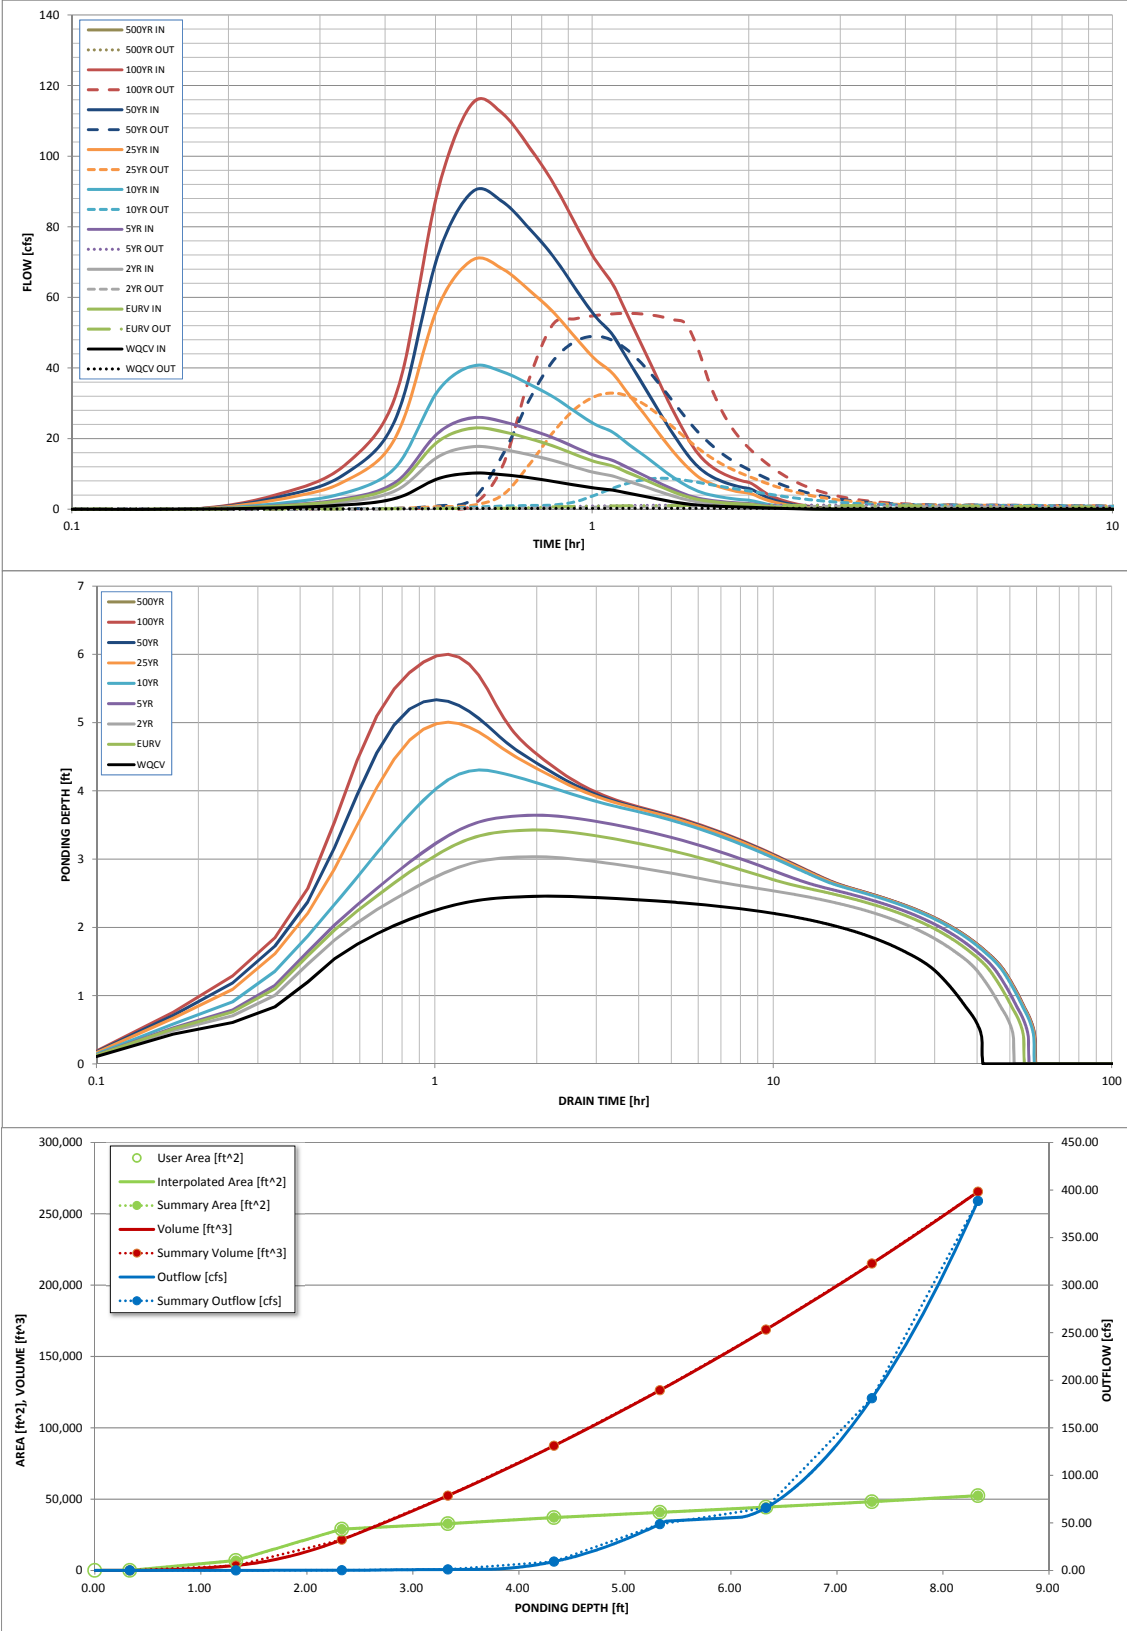 140
120
100
80
60
40
20
0
FLOW [cfs]
500YR IN
500YR OUT
100YR IN
100YR OUT
50YR IN
50YR OUT
25YR IN
25YR OUT
10YR IN
10YR OUT
5YR IN
5YR OUT
2YR IN
2YR OUT
EURV IN
EURV OUT
WQCV IN
WQCV OUT
0.1
1
10
TIME [hr]
7
6
5
4
3
2
1
0
PONDING DEPTH [ft]
500YR
100YR
50YR
25YR
10YR
5YR
2YR
EURV
WQCV
0.1
1
10
100
DRAIN TIME [hr]
300,000
250,000
200,000
150,000
100,000
50,000
0
AREA [ft^2], VOLUME [ft^3]
User Area [ft^2]
Interpolated Area [ft^2]
Summary Area [ft^2]
Volume [ft^3]
Summary Volume [ft^3]
Outflow [cfs]
Summary Outflow [cfs]
450.00
400.00
350.00
300.00
250.00
200.00
150.00
100.00
50.00
0.00
OUTFLOW [cfs]
0.00
1.00
2.00
3.00
4.00
5.00
6.00
7.00
8.00
9.00
PONDING DEPTH [ft]